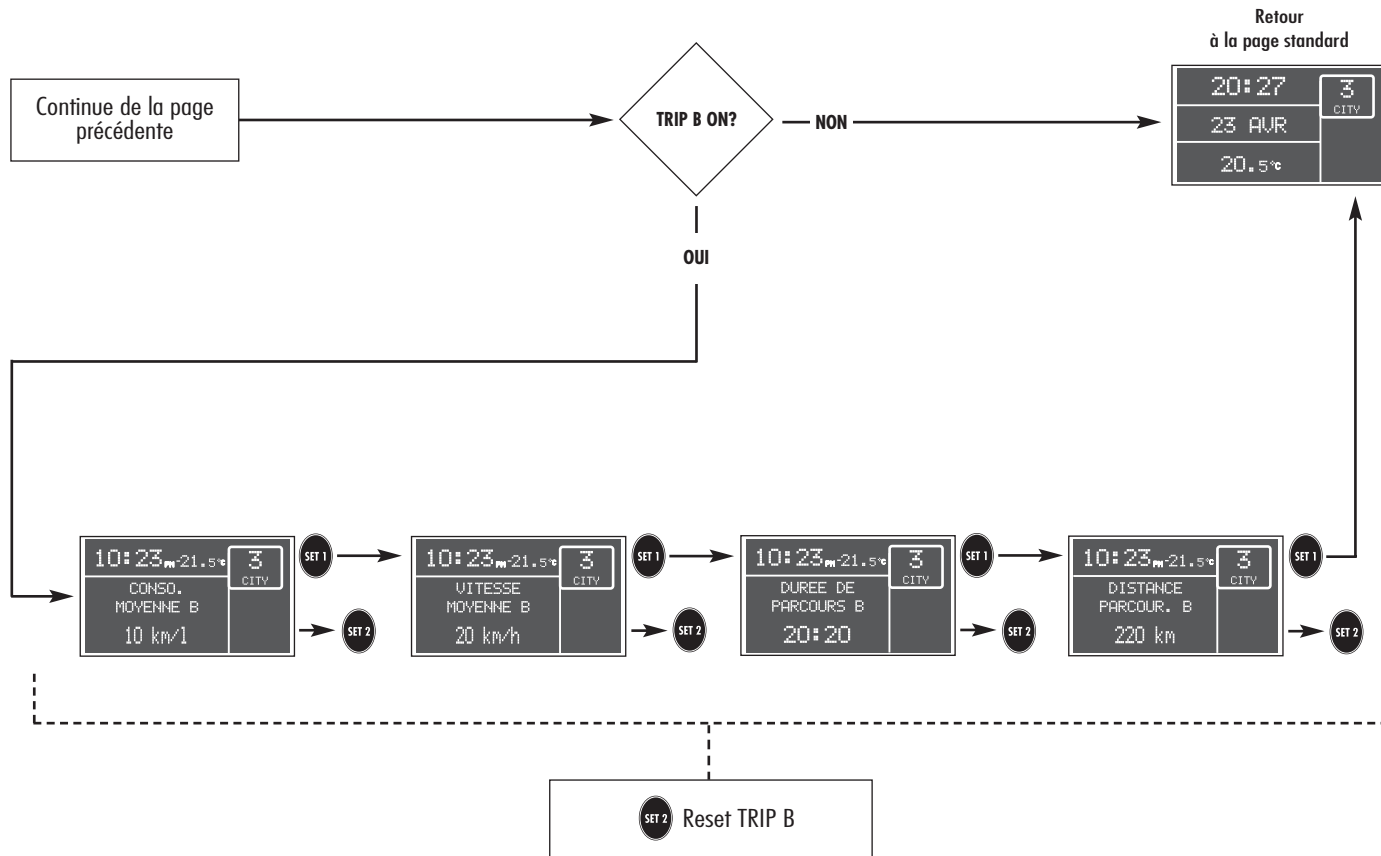 Retour
à la page standard
Continue de la page
précédente
TRIP B ON?
NON
20:27
3
CITY
23 AVR
20.5°C
OUI
10:23PM-21.5°C
3
CITY
CONSO.
MOYENNE B
10 km/l
SET 1
SET 2
10:23PM-21.5°C
3
CITY
VITESSE
MOYENNE B
20 km/h
SET 1
SET 2
10:23PM-21.5°C
3
CITY
DUREE DE
PARCOURS B
20:20
SET 1
SET 2
10:23PM-21.5°C
3
CITY
DISTANCE
PARCOUR. B
220 km
SET 1
SET 2
SET 2 Reset TRIP B